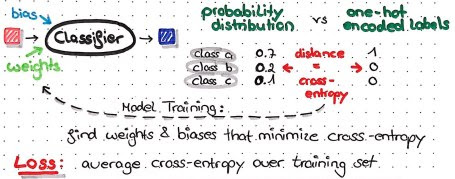 bias
probability distribution vs one-hot encoded labels
Classifier
weights
class a 0.7 distance 1
class b 0.2 = 0
class c 0.1 cross-entropy 0
Model Training:
find weights & biases that minimize cross-entropy
Loss: average cross-entropy over training set